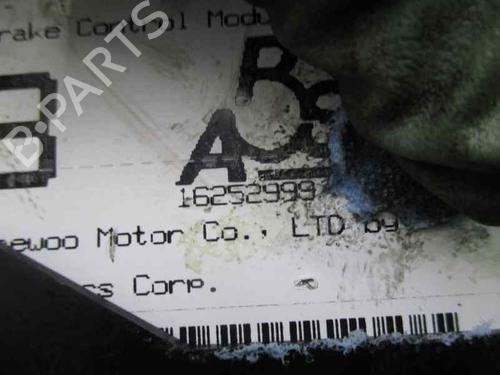 rake Control Modu
B-PARTS
A
16252999
ewoo Motor Co., LTD by
cs Corp.